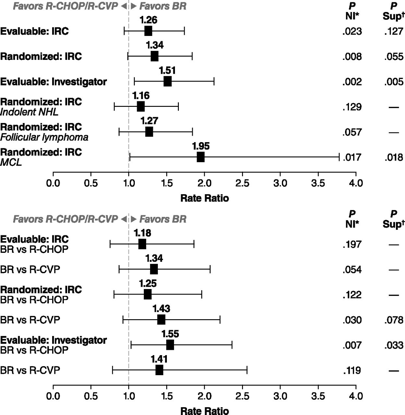 Favors R-CHOP/R-CVP ◄ ► Favors BR
P P
NI* Sup†
Evaluable: IRC 1.26 .023 .127
Randomized: IRC 1.34 .008 .055
Evaluable: Investigator 1.51 .002 .005
Randomized: IRC 1.16 .129 —
Indolent NHL
Randomized: IRC 1.27 .057 —
Follicular lymphoma
Randomized: IRC 1.95 .017 .018
MCL
0.0 0.5 1.0 1.5 2.0 2.5 3.0 3.5 4.0
Rate Ratio
Favors R-CHOP/R-CVP ◄ ► Favors BR
P P
NI* Sup†
Evaluable: IRC 1.18 .197 —
BR vs R-CHOP
BR vs R-CVP 1.34 .054 —
Randomized: IRC 1.25 .122 —
BR vs R-CHOP
BR vs R-CVP 1.43 .030 .078
Evaluable: Investigator 1.55 .007 .033
BR vs R-CHOP
BR vs R-CVP 1.41 .119 —
0.0 0.5 1.0 1.5 2.0 2.5 3.0 3.5 4.0
Rate Ratio